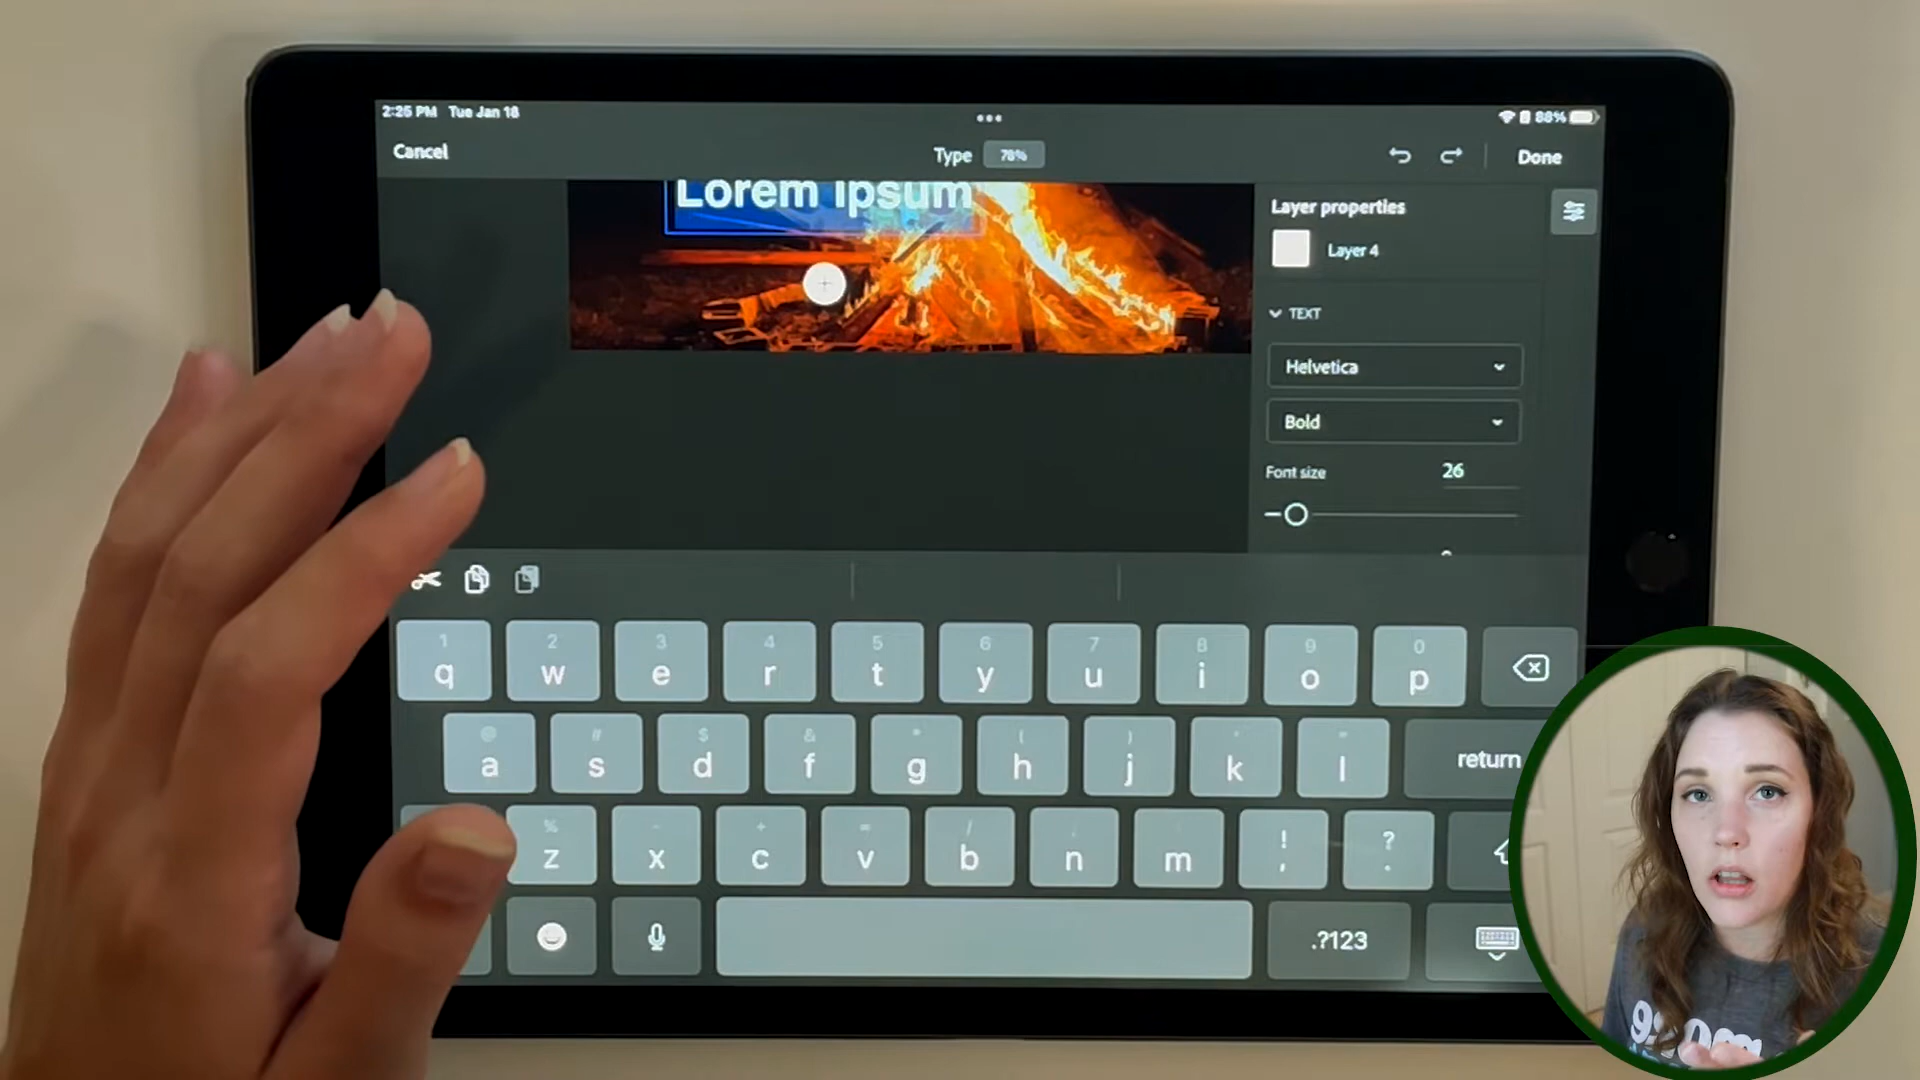 2:25 PM Tue Jan 18
88%
Cancel
Type
78%
Done
Lorem Ipsum
Layer properties
Layer 4
TEXT
Helvetica
Bold
Font size
26
1 2 3 4 5 6 7 8 9 0
q w e r t y u i o p
@ # $ & * ( ) ' "
a s d f g h j k l return
% - + = / ; ! ?
z x c v b n m , .
.?123